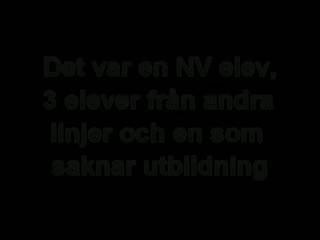 Det var en NV elev,
3 elever från andra
linjer och en som
saknar utbildning